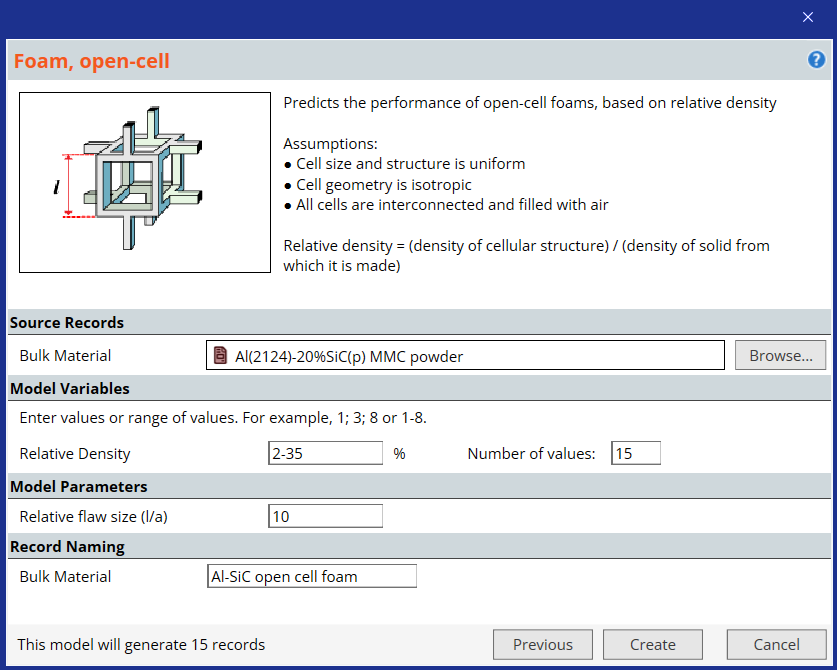 Foam, open-cell
?
l
Predicts the performance of open-cell foams, based on relative density
Assumptions:
● Cell size and structure is uniform
● Cell geometry is isotropic
● All cells are interconnected and filled with air
Relative density = (density of cellular structure) / (density of solid from
which it is made)
Source Records
Bulk Material Al(2124)-20%SiC(p) MMC powder Browse...
Model Variables
Enter values or range of values. For example, 1; 3; 8 or 1-8.
Relative Density 2-35 % Number of values: 15
Model Parameters
Relative flaw size (l/a) 10
Record Naming
Bulk Material Al-SiC open cell foam
This model will generate 15 records Previous Create Cancel